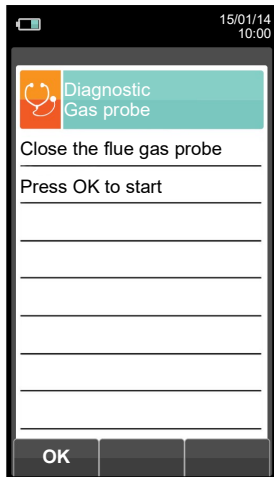 15/01/14
10:00
Diagnostic
Gas probe
Close the flue gas probe
Press OK to start
OK